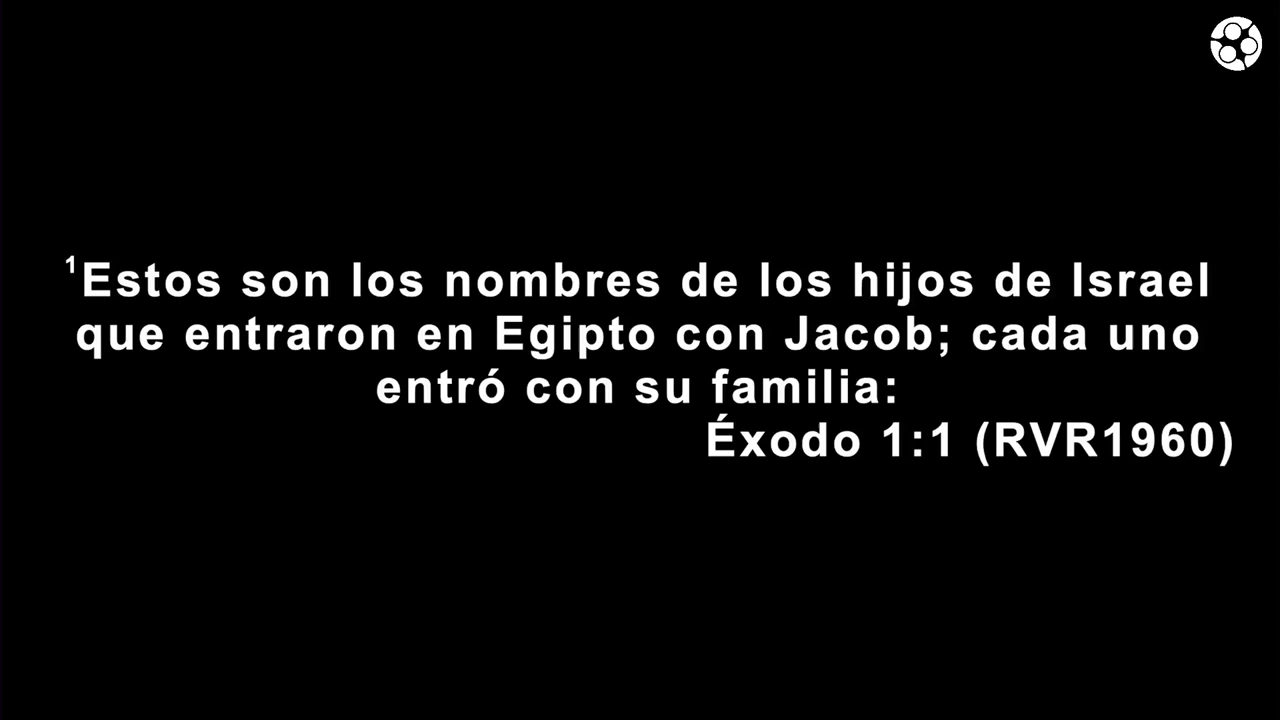 ¹Estos son los nombres de los hijos de Israel
que entraron en Egipto con Jacob; cada uno
entró con su familia:
Éxodo 1:1 (RVR1960)